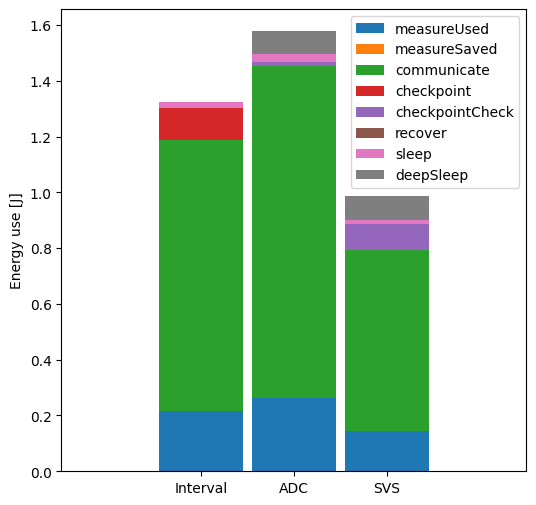 1.6
1.4
1.2
1.0
0.8
0.6
0.4
0.2
0.0
Energy use [J]
measureUsed
measureSaved
communicate
checkpoint
checkpointCheck
recover
sleep
deepSleep
Interval
ADC
SVS